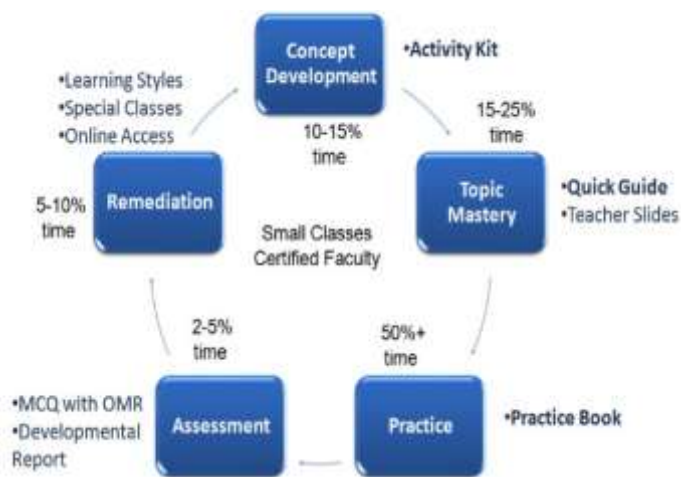 Concept
Development
•Activity Kit
•Learning Styles
•Special Classes
•Online Access
10-15%
time
15-25%
time
5-10%
time
Remediation
Topic
Mastery
•Quick Guide
•Teacher Slides
Small Classes
Certified Faculty
2-5%
time
50%+
time
•MCQ with OMR
•Developmental
Report
Assessment
Practice
•Practice Book